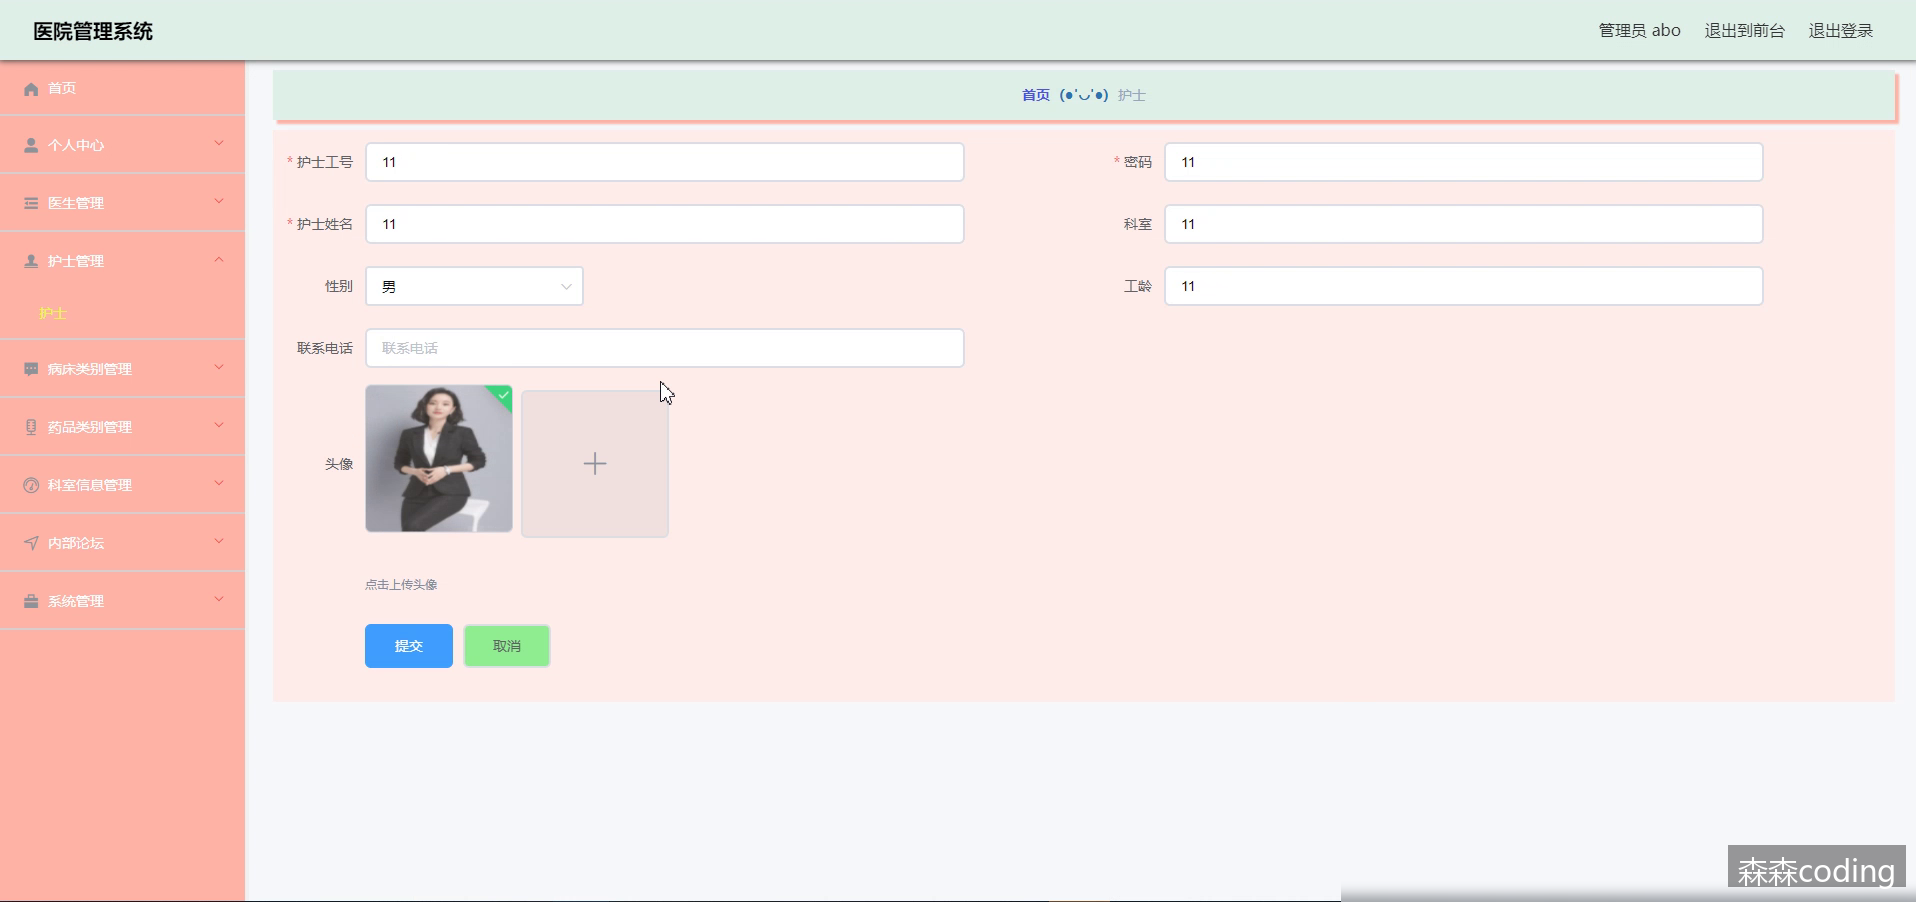 医院管理系统
管理员 abo 退出到前台 退出登录
首页
个人中心
医生管理
护士管理
护士
病床类别管理
药品类别管理
科室信息管理
内部论坛
系统管理
首页 (●'◡'●) 护士
* 护士工号 11
* 密码 11
* 护士姓名 11
科室 11
性别 男
工龄 11
联系电话 联系电话
头像
点击上传头像
提交 取消
森森coding